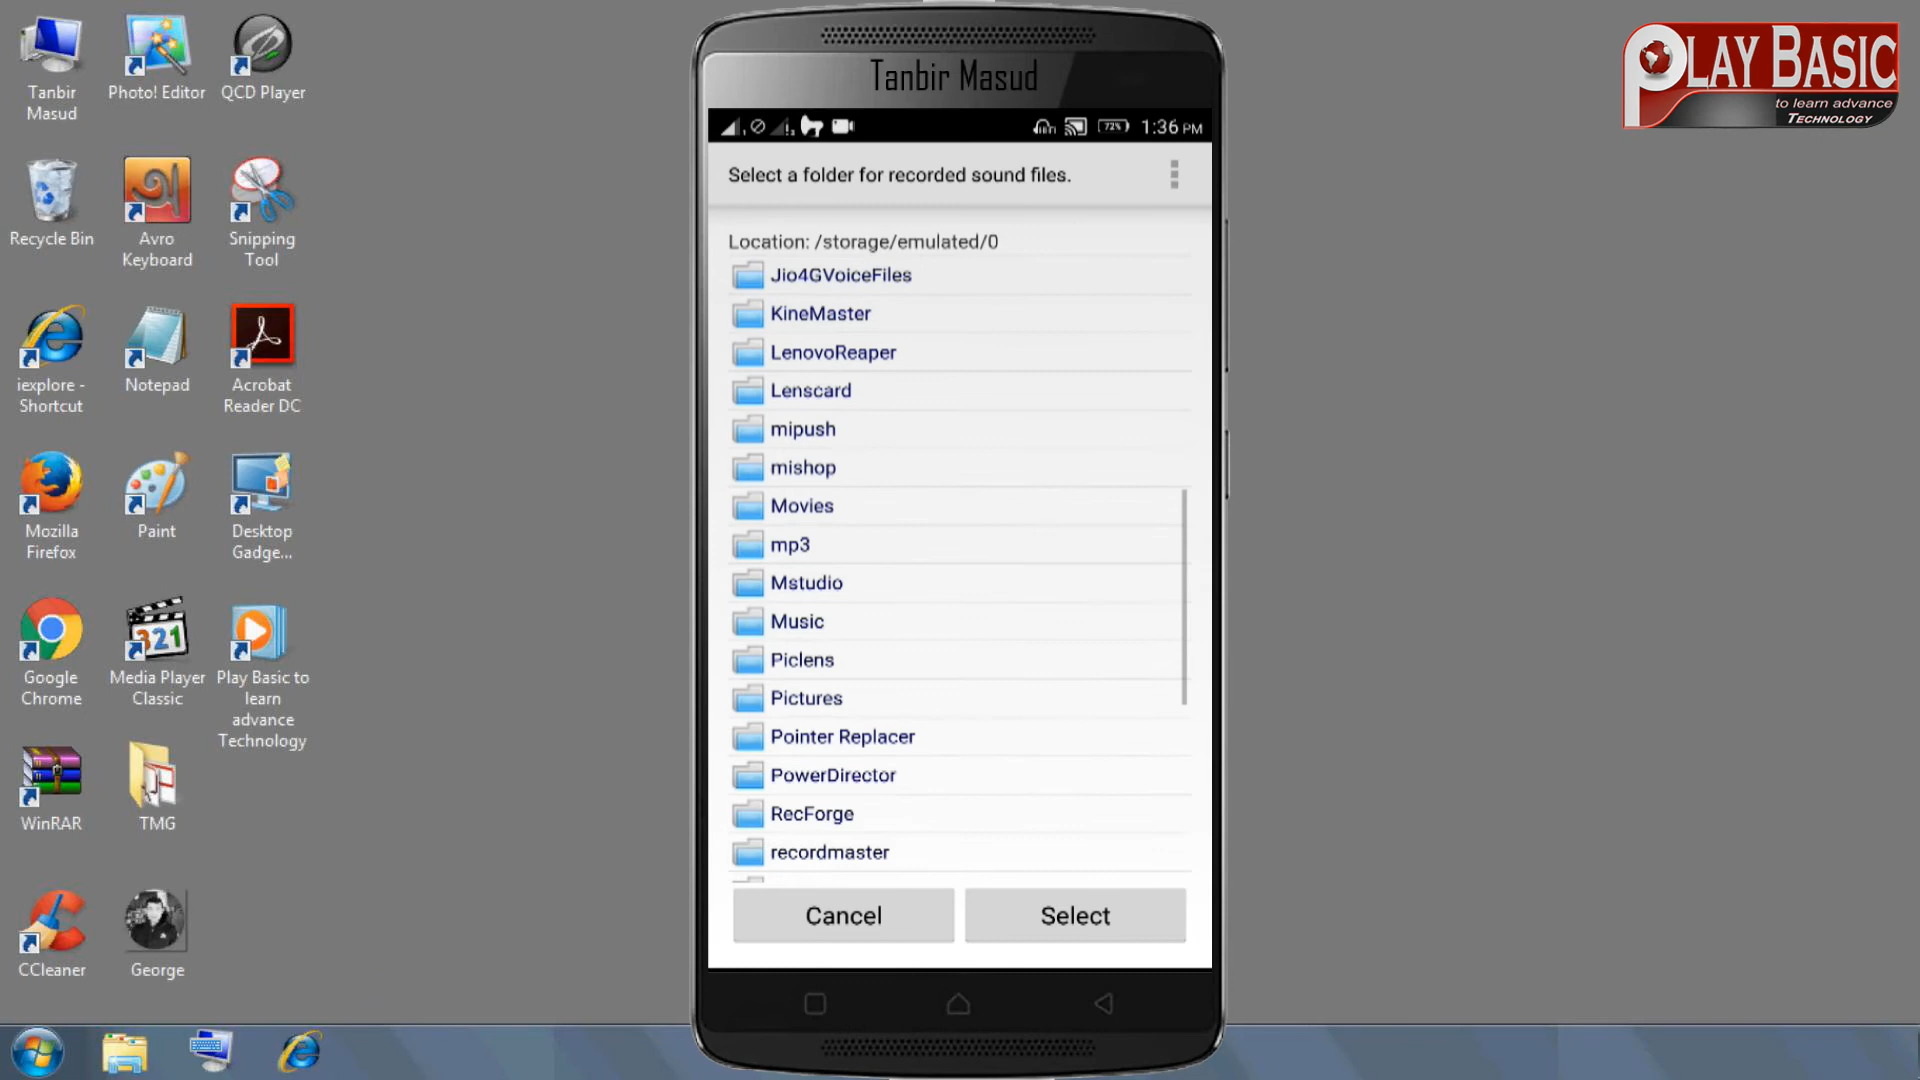 Tanbir
Masud
Photo! Editor
QCD Player
Recycle Bin
Avro
Keyboard
Snipping
Tool
iexplore -
Shortcut
Notepad
Acrobat
Reader DC
Mozilla
Firefox
Paint
Desktop
Gadge...
Google
Chrome
321
Media Player
Classic
Play Basic to
learn
advance
Technology
WinRAR
TMG
CCleaner
George
Tanbir Masud
72%
1:36 PM
Select a folder for recorded sound files.
Location: /storage/emulated/0
Jio4GVoiceFiles
KineMaster
LenovoReaper
Lenscard
mipush
mishop
Movies
mp3
Mstudio
Music
Piclens
Pictures
Pointer Replacer
PowerDirector
RecForge
recordmaster
Cancel
Select
PLAY BASIC
to learn advance
TECHNOLOGY